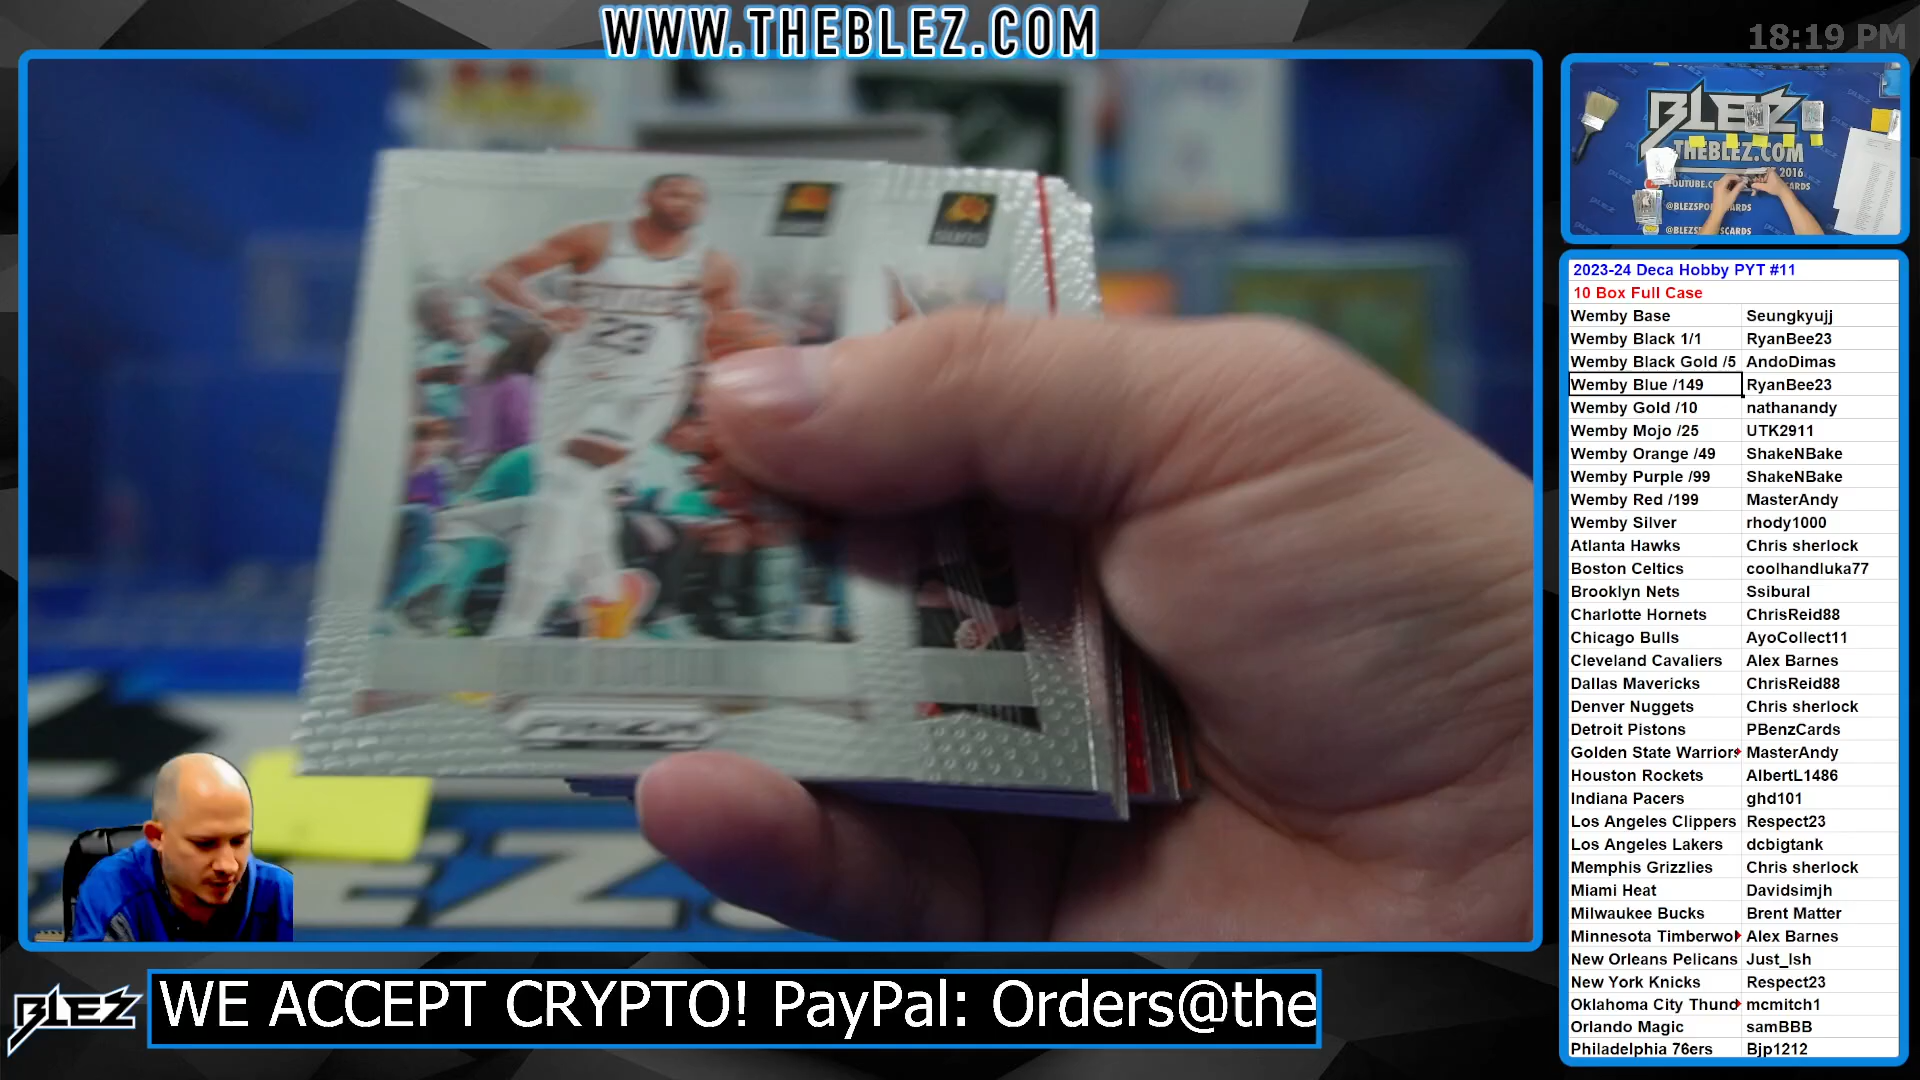 WWW.THEBLEZ.COM
18:19 PM
BLEZ
THEBLEZ.COM
2016
2023-24 Deca Hobby PYT #11
10 Box Full Case
Wemby Base Seungkyujj
Wemby Black 1/1 RyanBee23
Wemby Black Gold /5 AndoDimas
Wemby Blue /149 RyanBee23
Wemby Gold /10 nathanandy
Wemby Mojo /25 UTK2911
Wemby Orange /49 ShakeNBake
Wemby Purple /99 ShakeNBake
Wemby Red /199 MasterAndy
Wemby Silver rhody1000
Atlanta Hawks Chris sherlock
Boston Celtics coolhandluka77
Brooklyn Nets Ssibural
Charlotte Hornets ChrisReid88
Chicago Bulls AyoCollect11
Cleveland Cavaliers Alex Barnes
Dallas Mavericks ChrisReid88
Denver Nuggets Chris sherlock
Detroit Pistons PBenzCards
Golden State Warriors MasterAndy
Houston Rockets AlbertL1486
Indiana Pacers ghd101
Los Angeles Clippers Respect23
Los Angeles Lakers dcbigtank
Memphis Grizzlies Chris sherlock
Miami Heat Davidsimjh
Milwaukee Bucks Brent Matter
Minnesota Timberwol Alex Barnes
New Orleans Pelicans Just_Ish
New York Knicks Respect23
Oklahoma City Thund mcmitch1
Orlando Magic samBBB
Philadelphia 76ers Bjp1212
23
PRIZM
BLEZ
WE ACCEPT CRYPTO! PayPal: Orders@the